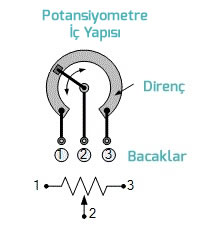 Potansiyometre
İç Yapısı
Direnç
1 2 3 Bacaklar
1 3
2